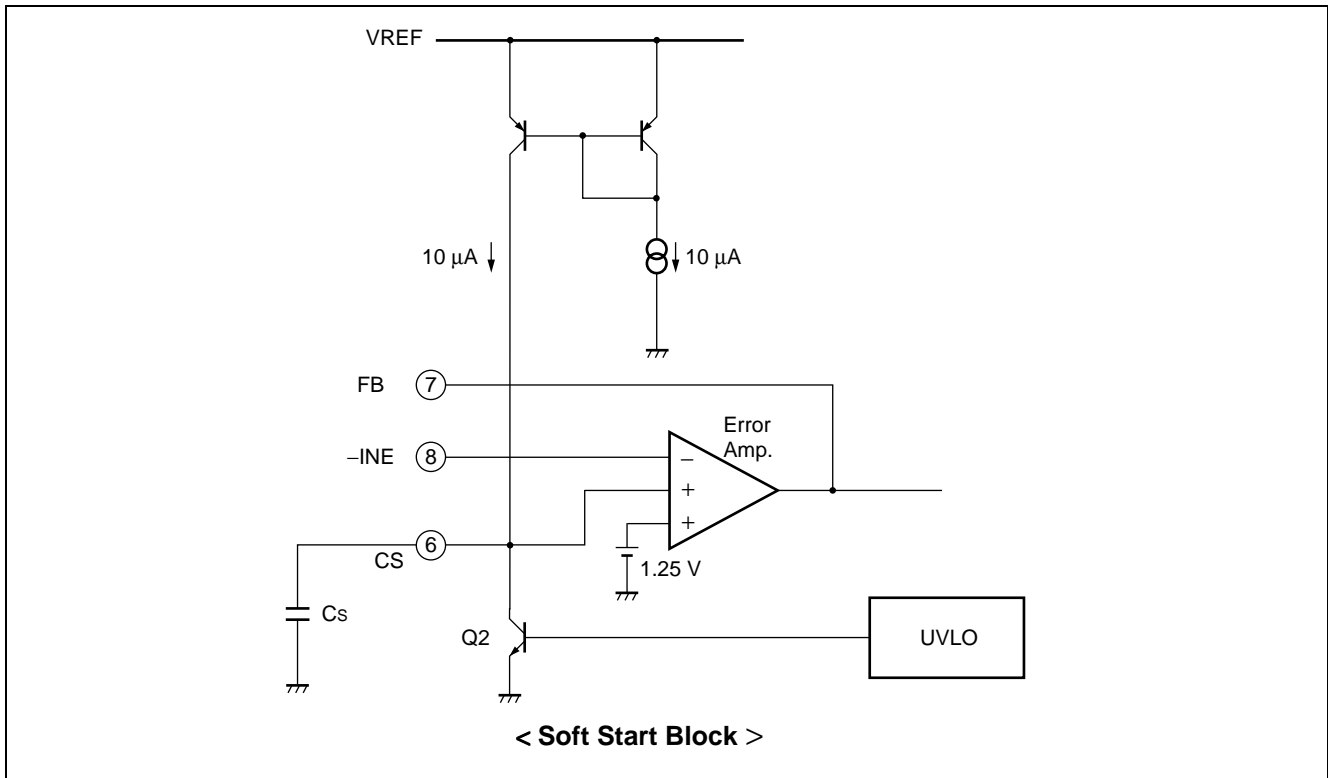 VREF
10 µA
10 µA
FB
7
Error
Amp.
−INE
8
−
+
+
CS
6
1.25 V
Cs
Q2
UVLO
< Soft Start Block >